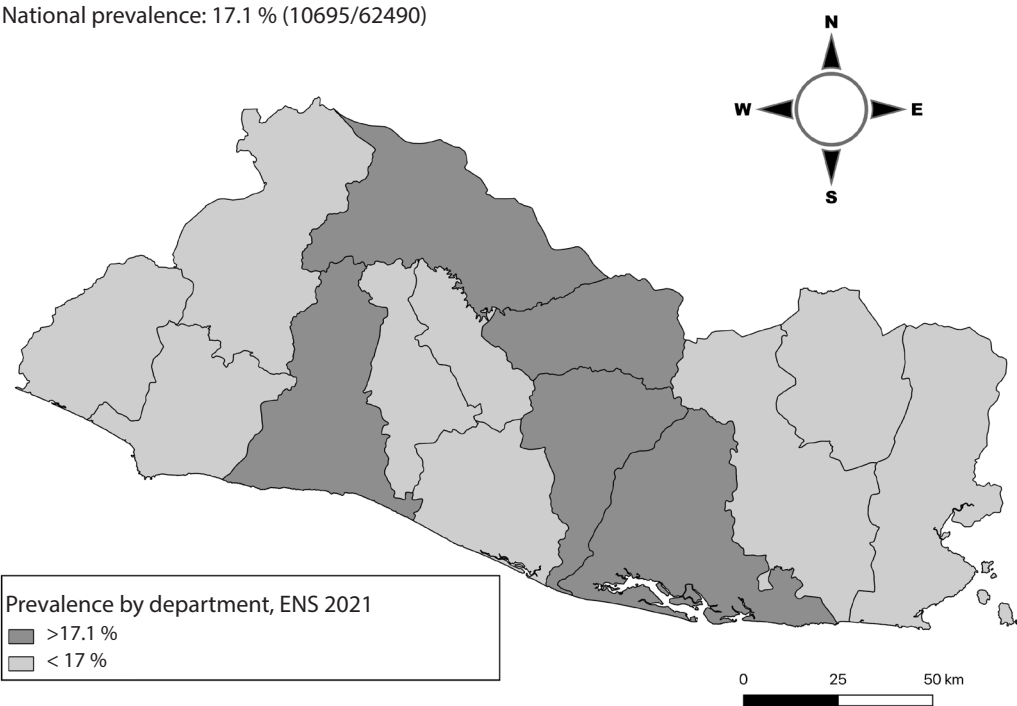 National prevalence: 17.1 % (10695/62490)
N
W E
S
Prevalence by department, ENS 2021
>17.1 %
< 17 %
0 25 50 km